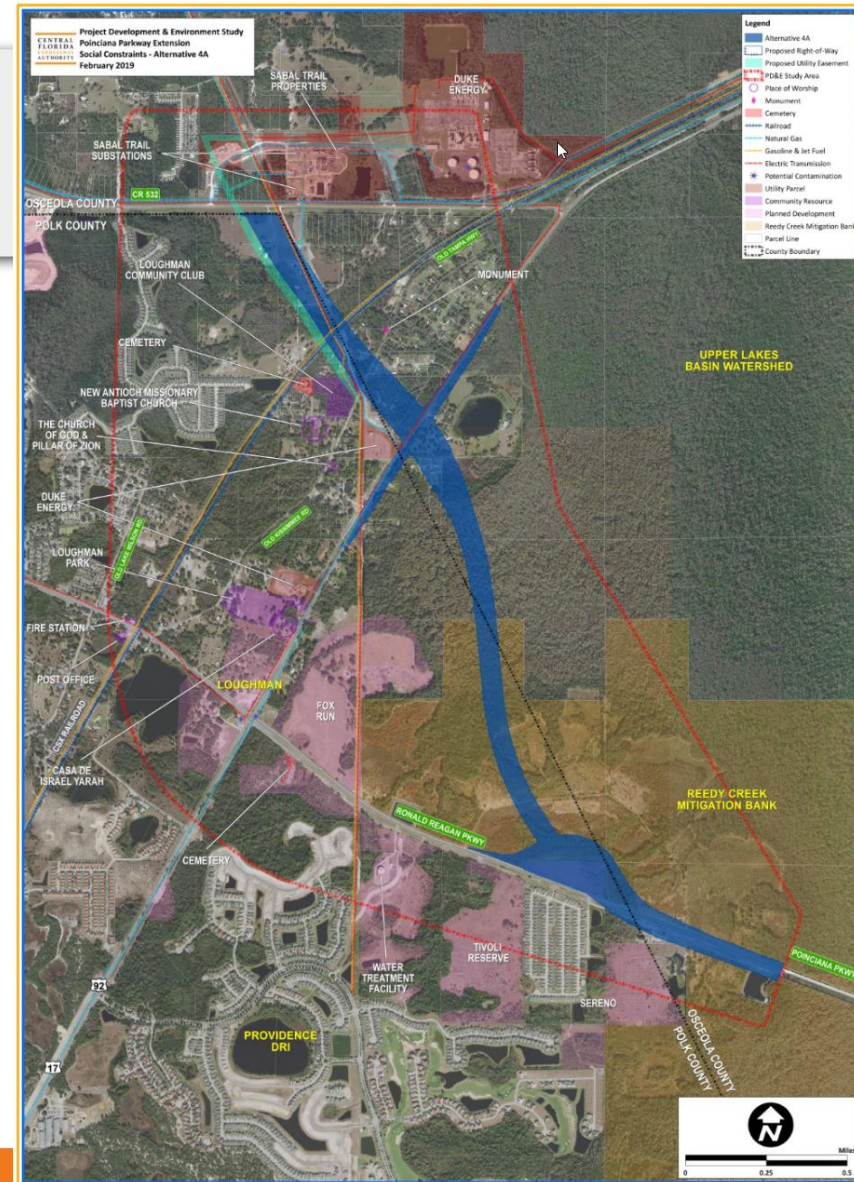 CENTRAL
FLORIDA
EXPRESSWAY
AUTHORITY
Project Development & Environment Study
Poinciana Parkway Extension
Social Constraints - Alternative 4A
February 2019
Legend
Alternative 4A
Proposed Right-of-Way
Proposed Utility Easement
PD&E Study Area
Place of Worship
Monument
Cemetery
Railroad
Natural Gas
Gasoline & Jet Fuel
Electric Transmission
Potential Contamination
Utility Parcel
Community Resource
Planned Development
Reedy Creek Mitigation Bank
Parcel Line
County Boundary
SABAL TRAIL
PROPERTIES
DUKE
ENERGY
SABAL TRAIL
SUBSTATIONS
CR 532
OSCEOLA COUNTY
POLK COUNTY
OLD TAMPA HWY
LOUGHMAN
COMMUNITY CLUB
MONUMENT
CEMETERY
UPPER LAKES
BASIN WATERSHED
NEW ANTIOCH MISSIONARY
BAPTIST CHURCH
THE CHURCH
OF GOD &
PILLAR OF ZION
DUKE
ENERGY
OLD LAKE WILSON RD
OLD KISSIMMEE RD
LOUGHMAN
PARK
FIRE STATION
POST OFFICE
LOUGHMAN
FOX
RUN
CSX RAILROAD
CASA DE
ISRAEL YARAH
REEDY CREEK
MITIGATION BANK
RONALD REAGAN PKWY
CEMETERY
WATER
TREATMENT
FACILITY
TIVOLI
RESERVE
SERENO
POINCIANA PKWY
OSCEOLA COUNTY
POLK COUNTY
92
PROVIDENCE
DRI
17
N
Miles
0 0.25 0.5